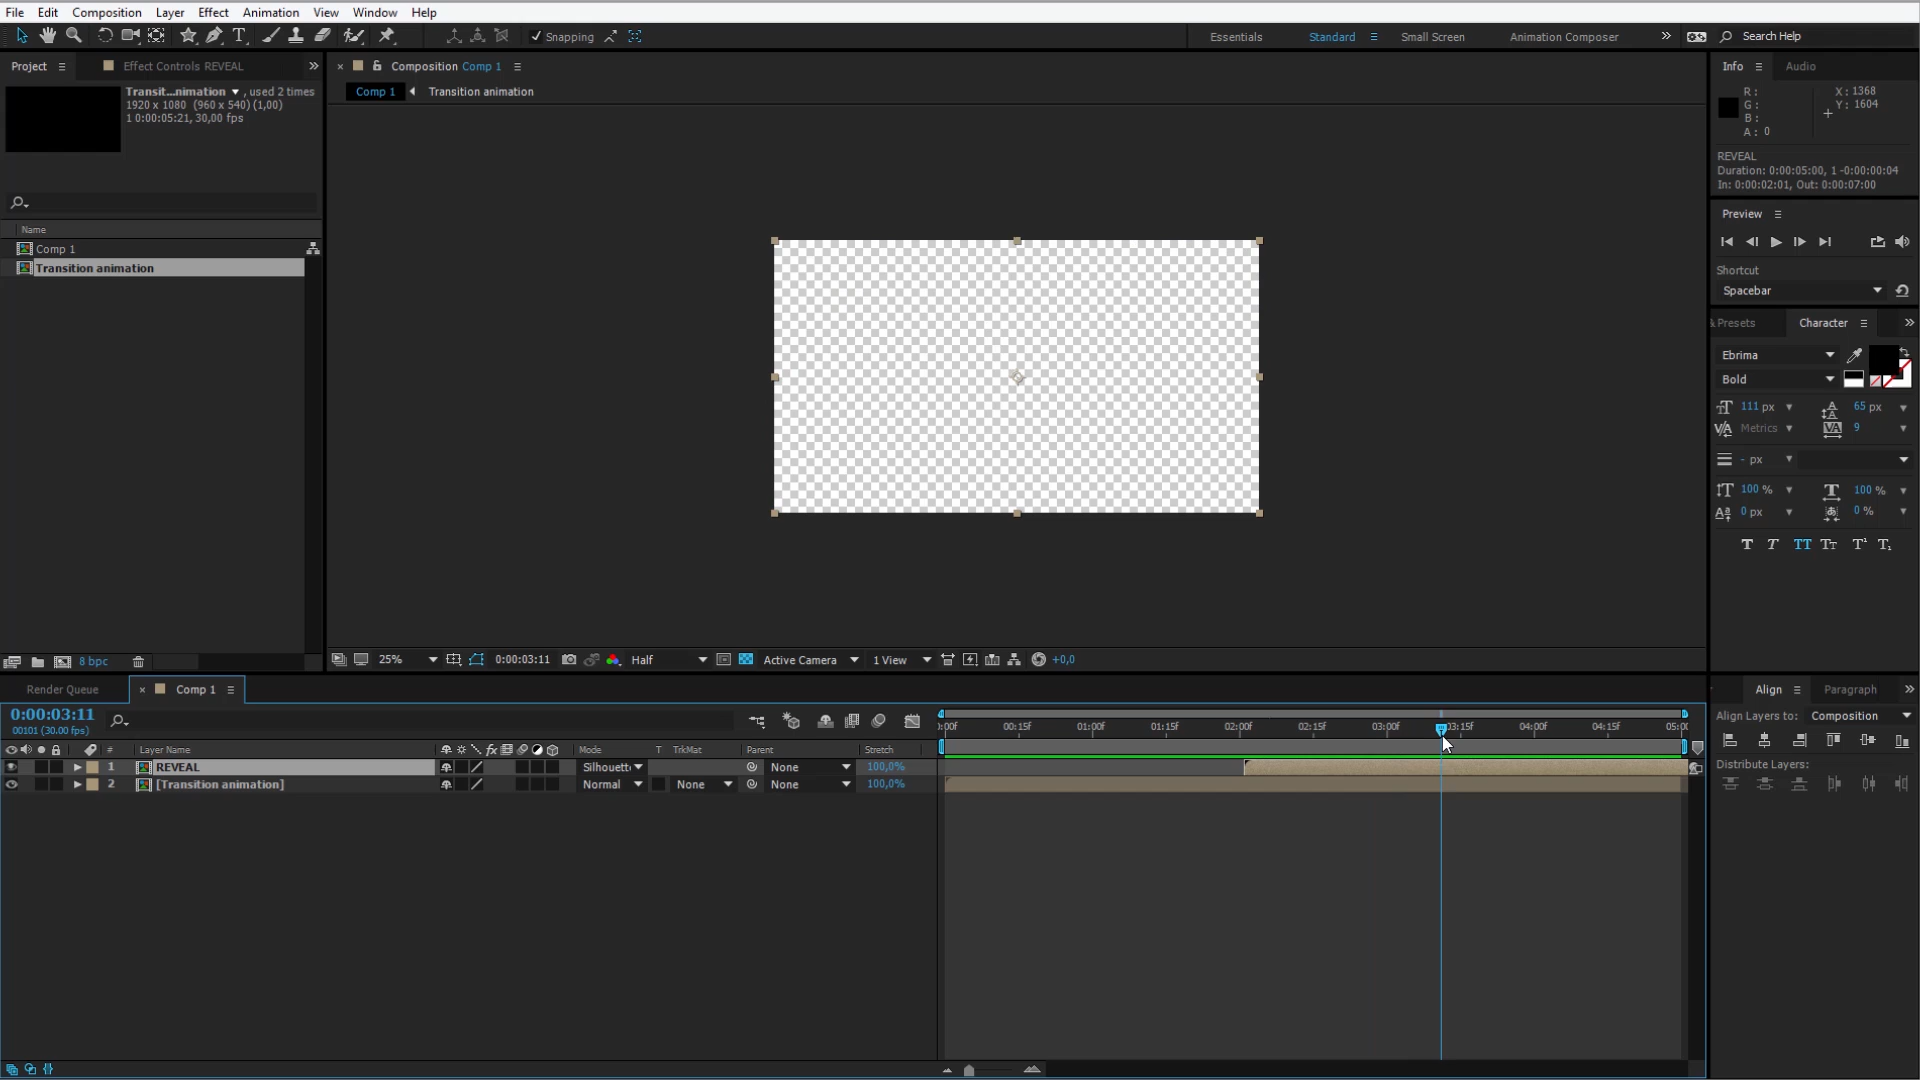 File Edit Composition Layer Effect Animation View Window Help
Snapping
Essentials Standard Small Screen Animation Composer Search Help
Project Effect Controls REVEAL
Transit...nimation , used 2 times
1920 x 1080 (960 x 540) (1,00)
1 0:00:05:21, 30,00 fps
Name
Comp 1
Transition animation
8 bpc
Composition Comp 1
Comp 1 Transition animation
25% 0:00:03:11 Half Active Camera 1 View +0,0
Info Audio
R : X : 1368
G : Y : 1604
B :
A : 0
REVEAL
Duration: 0:00:05:00, 1 -0:00:00:04
In: 0:00:02:01, Out: 0:00:07:00
Preview
Shortcut
Spacebar
& Presets Character
Ebrima
Bold
111 px 65 px
Metrics 9
- px
100 % 100 %
0 px 0 %
Render Queue Comp 1
0:00:03:11
00101 (30.00 fps)
# Layer Name Mode T TrkMat Parent Stretch
1 REVEAL Silhouett None 100,0%
2 [Transition animation] Normal None None 100,0%
:00f 00:15f 01:00f 01:15f 02:00f 02:15f 03:00f 03:15f 04:00f 04:15f 05:00
Align Paragraph
Align Layers to: Composition
Distribute Layers: